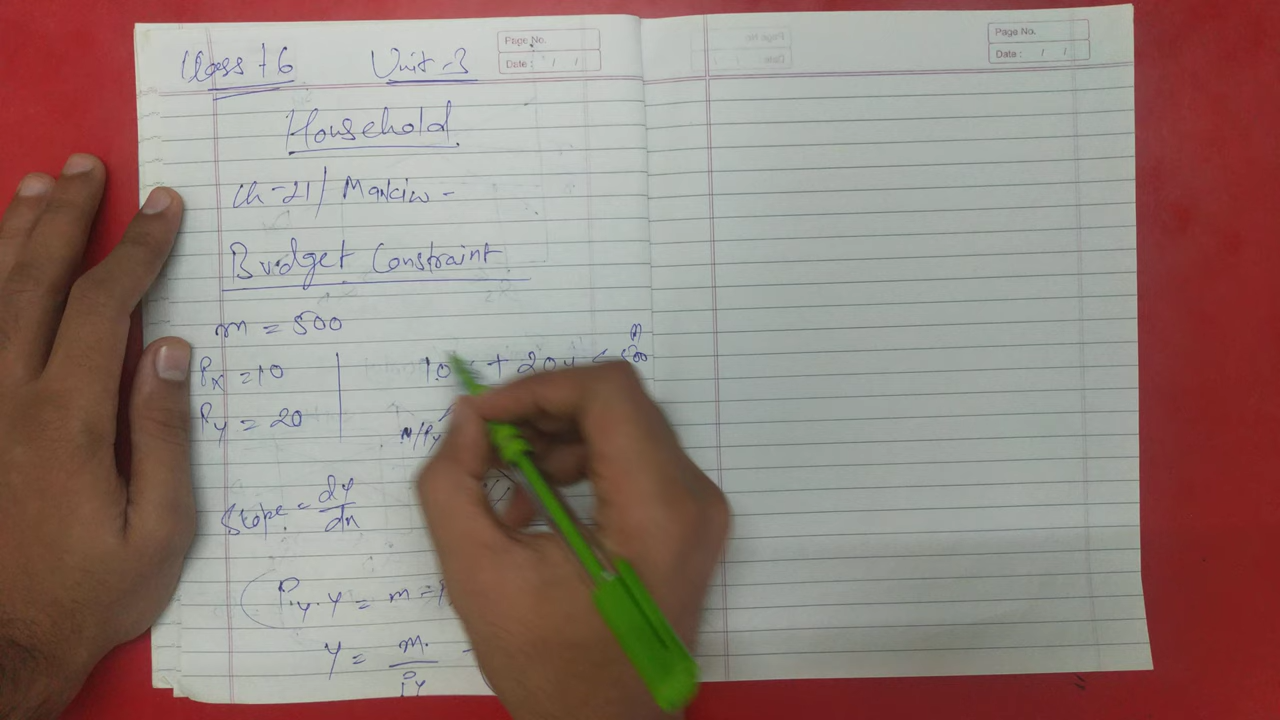 Class 16 Unit-3
Page No.
Date : / /
Page No.
Date : / /
Household
Ch-21/ Mankiw -
Budget Constraint
m = 500
Px = 10
Py = 20
M/Py
Slope = dy/dx
Py.y = m =
y = m